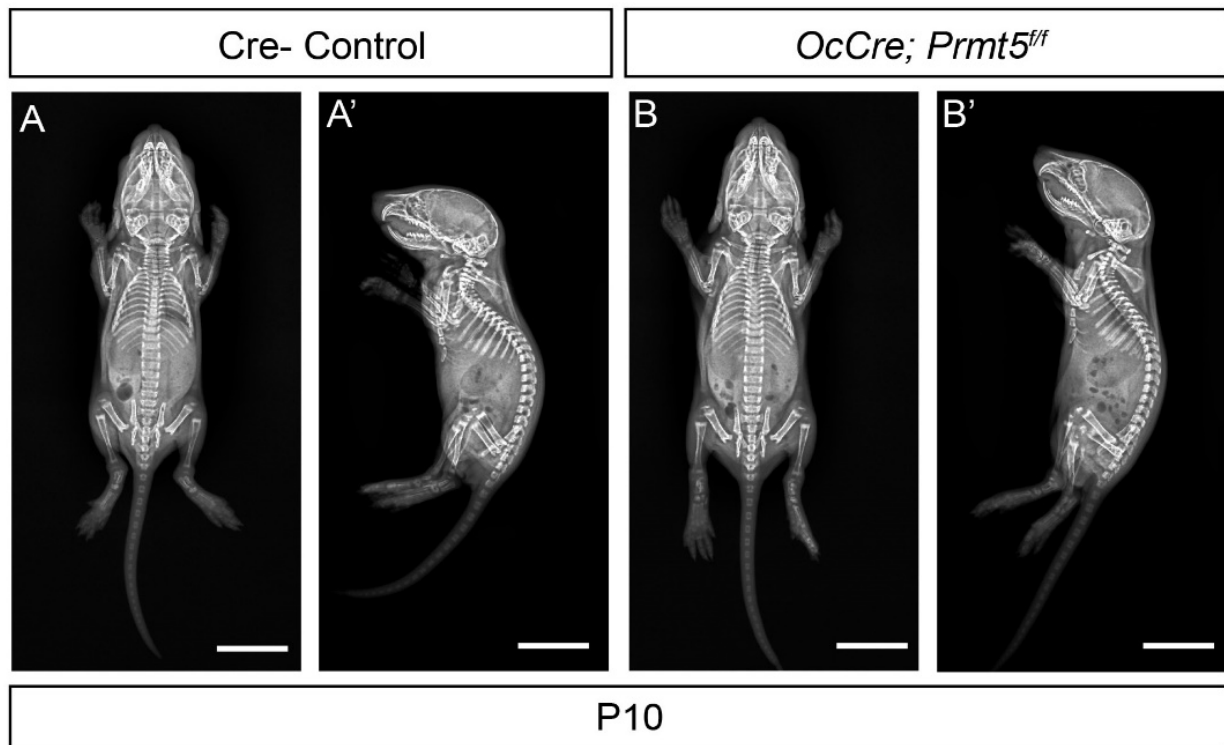 Cre- Control
OcCre; Prmt5f/f
A
A’
B
B’
P10